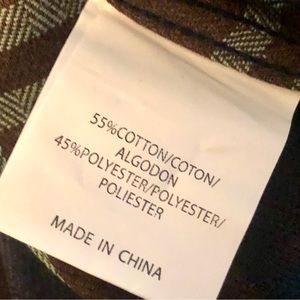 55%COTTON/COTON/
ALGODON
45%POLYESTER/POLYESTER/
POLIESTER
MADE IN CHINA